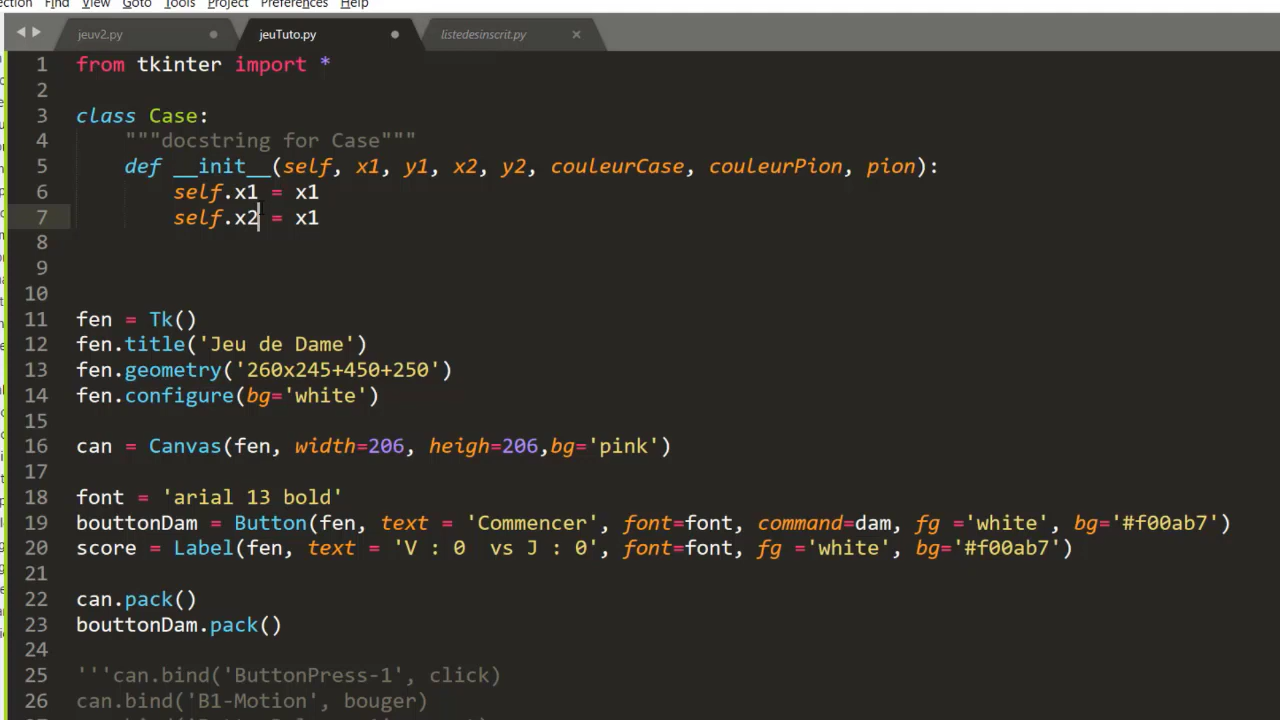 ection Find View Goto Tools Project Preferences Help
jeuv2.py jeuTuto.py listedesinscrit.py
1 from tkinter import *
2
3 class Case:
4 """docstring for Case"""
5 def __init__(self, x1, y1, x2, y2, couleurCase, couleurPion, pion):
6 self.x1 = x1
7 self.x2 = x1
8
9
10
11 fen = Tk()
12 fen.title('Jeu de Dame')
13 fen.geometry('260x245+450+250')
14 fen.configure(bg='white')
15
16 can = Canvas(fen, width=206, heigh=206,bg='pink')
17
18 font = 'arial 13 bold'
19 bouttonDam = Button(fen, text = 'Commencer', font=font, command=dam, fg ='white', bg='#f00ab7')
20 score = Label(fen, text = 'V : 0  vs J : 0', font=font, fg ='white', bg='#f00ab7')
21
22 can.pack()
23 bouttonDam.pack()
24
25 '''can.bind('ButtonPress-1', click)
26 can.bind('B1-Motion', bouger)